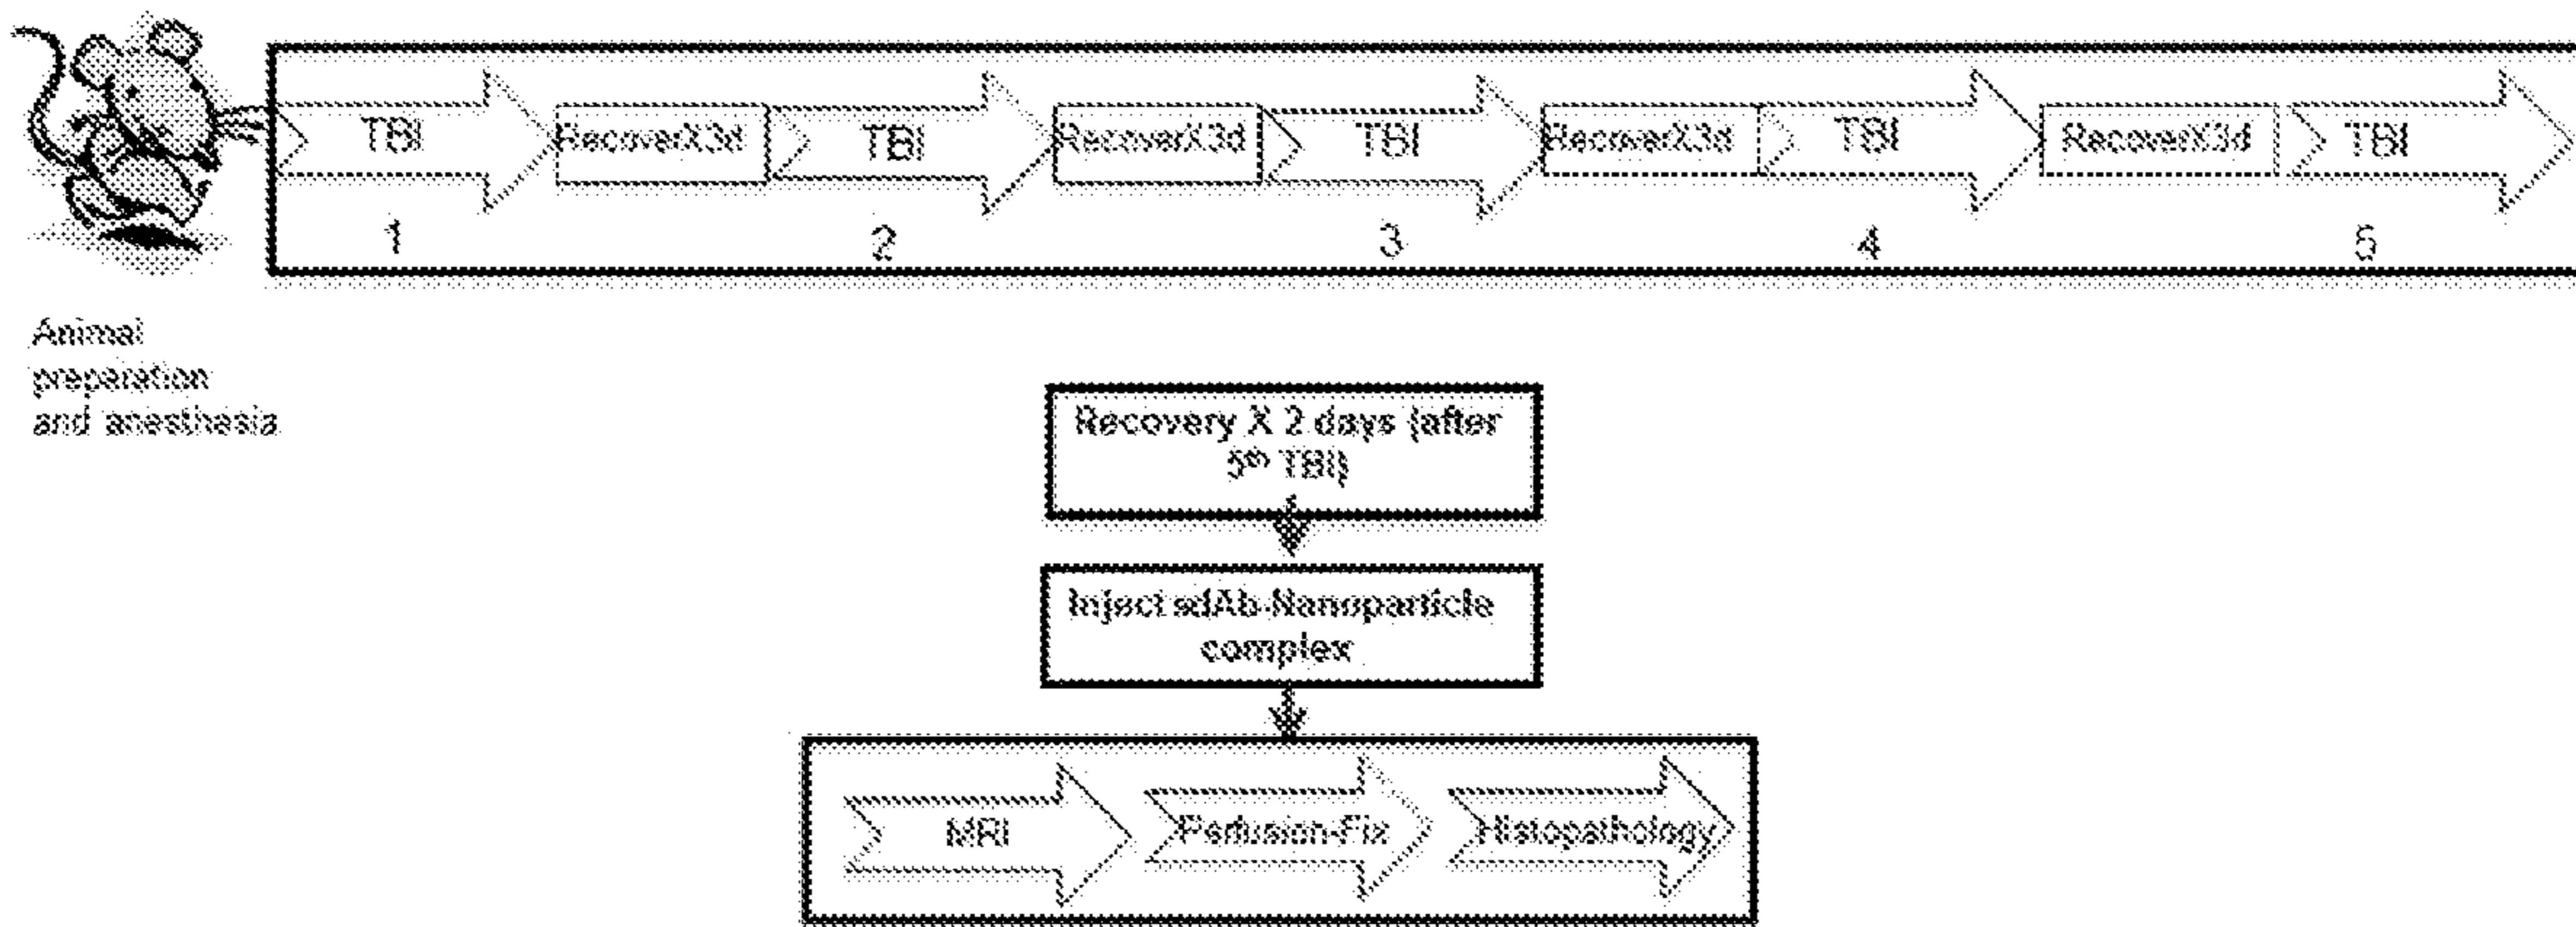 TBI RecoverX3d TBI RecoverX3d TBI RecoverX3d TBI RecoverX3d TBI
1 2 3 4 5
Animal
preparation
and anesthesia
Recovery X 2 days (after
5th TBI)
Inject sdAb-Nanoparticle
complex
MRI Perfusion-Fix Histopathology